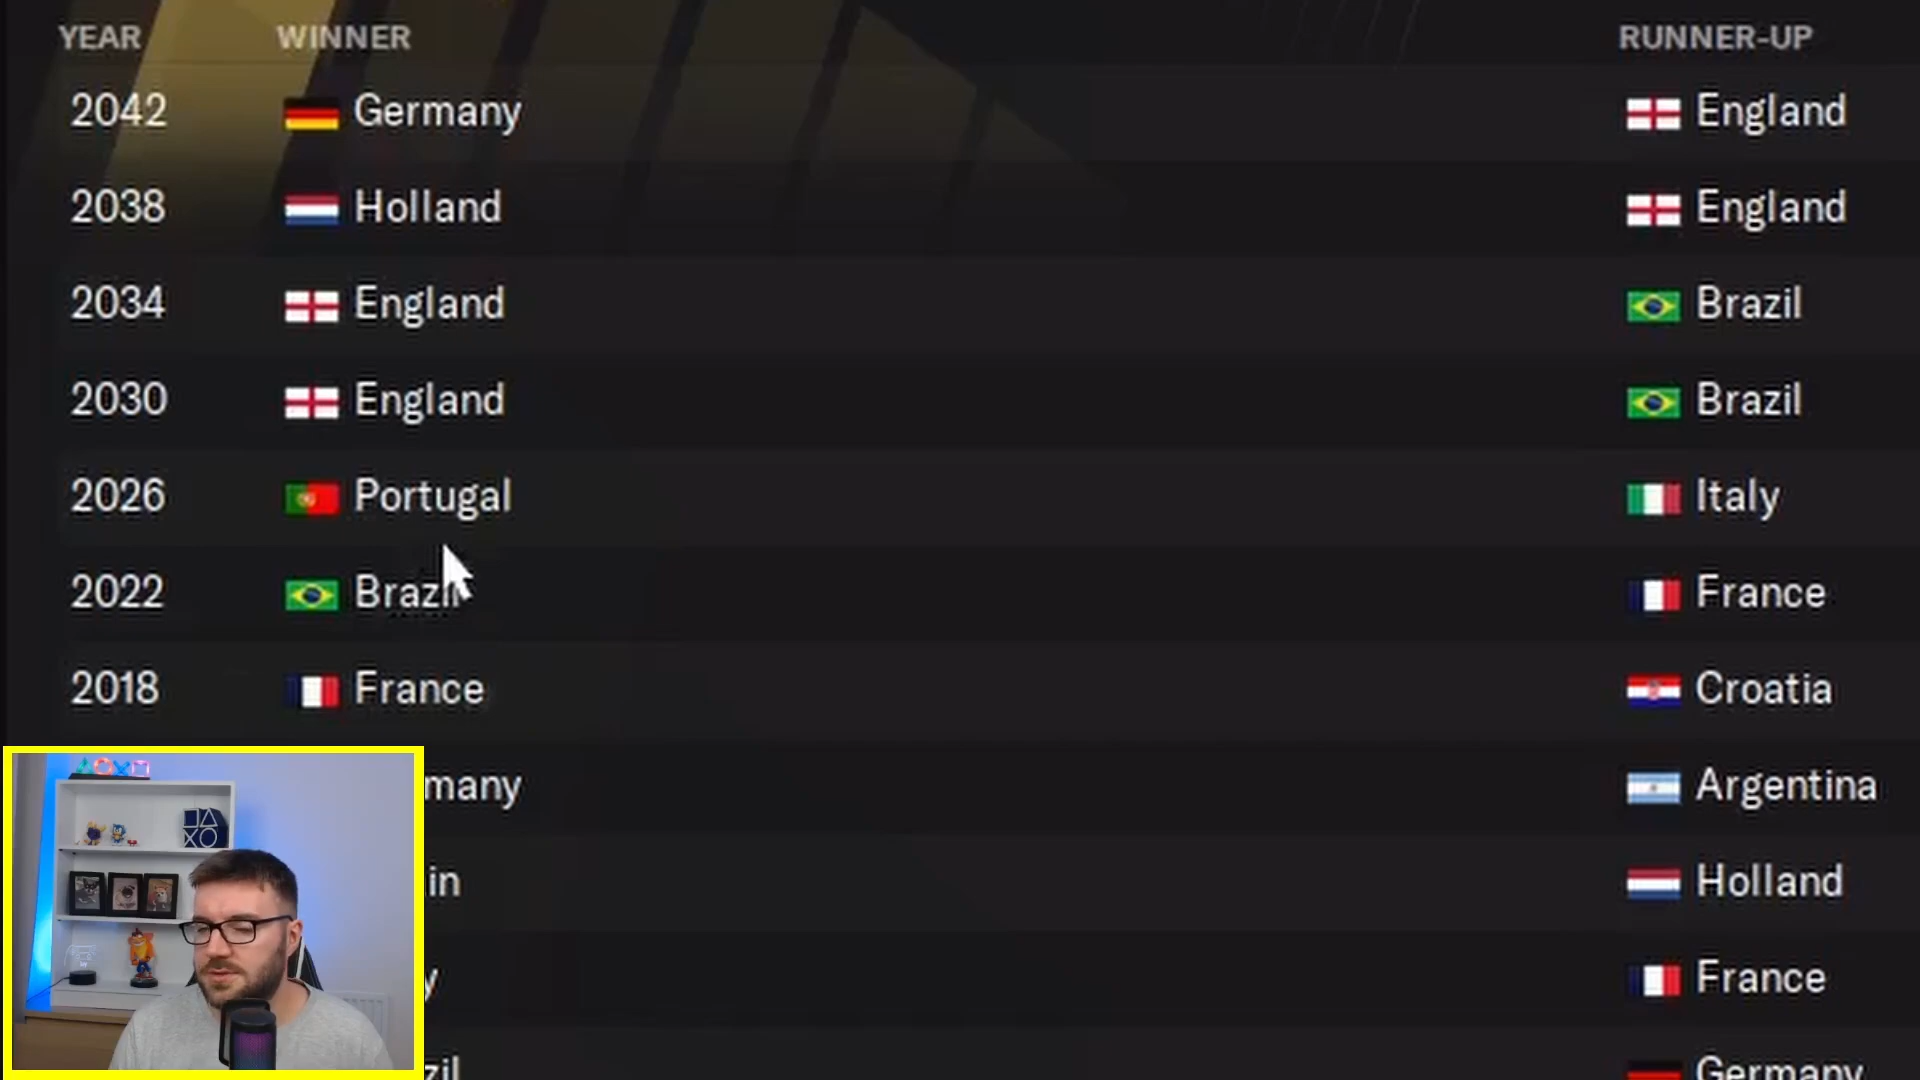 YEAR WINNER RUNNER-UP
2042 Germany England
2038 Holland England
2034 England Brazil
2030 England Brazil
2026 Portugal Italy
2022 Brazil France
2018 France Croatia
many Argentina
in Holland
y France
zil Germany